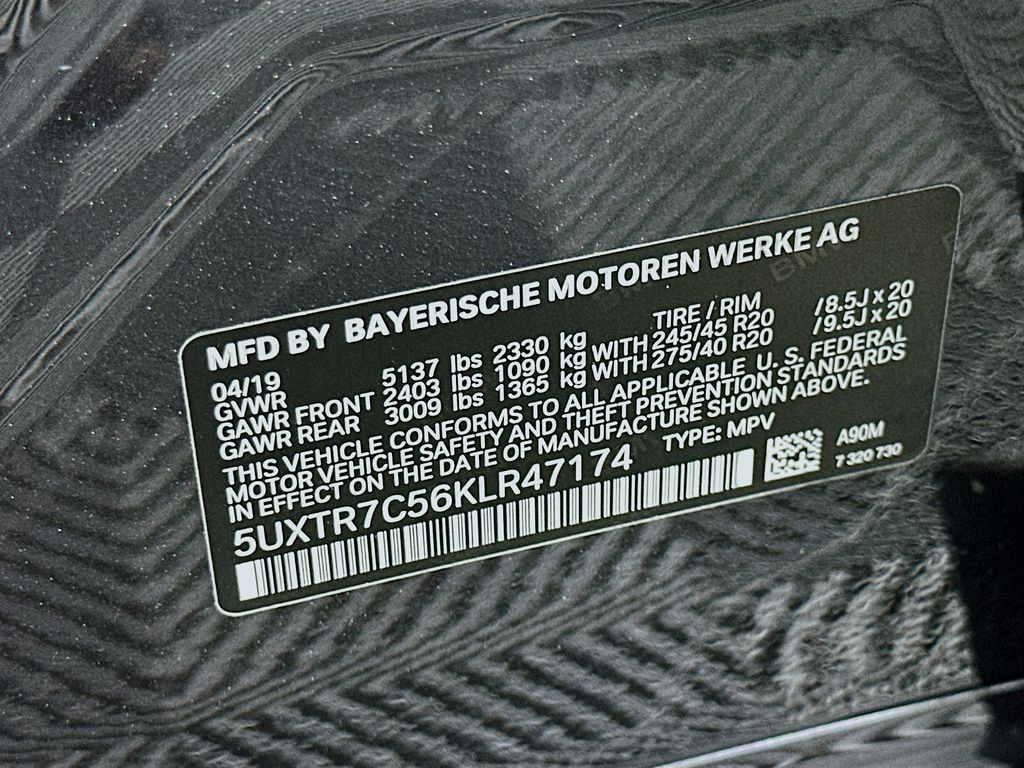 MFD BY BAYERISCHE MOTOREN WERKE AG
04/19 TIRE / RIM
GVWR 5137 lbs 2330 kg
GAWR FRONT 2403 lbs 1090 kg WITH 245/45 R20 /8.5J x 20
GAWR REAR 3009 lbs 1365 kg WITH 275/40 R20 /9.5J x 20
THIS VEHICLE CONFORMS TO ALL APPLICABLE U. S. FEDERAL
MOTOR VEHICLE SAFETY AND THEFT PREVENTION STANDARDS
IN EFFECT ON THE DATE OF MANUFACTURE SHOWN ABOVE.
5UXTR7C56KLR47174 TYPE: MPV
A90M
7 320 730